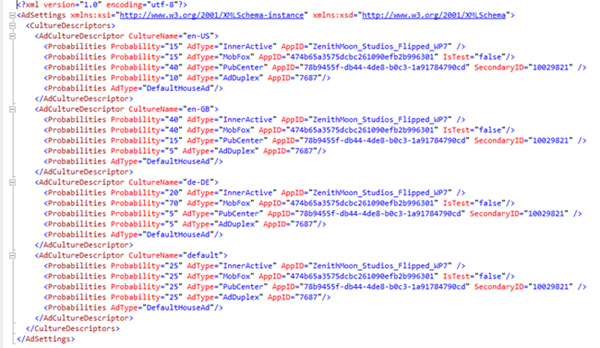 <?xml version="1.0" encoding="utf-8"?>
<AdSettings xmlns:xsi="http://www.w3.org/2001/XMLSchema-instance" xmlns:xsd="http://www.w3.org/2001/XMLSchema">
<CultureDescriptors>
<AdCultureDescriptor CultureName="en-US">
<Probabilities Probability="15" AdType="InnerActive" AppID="ZenithMoon_Studios_Flipped_WP7" />
<Probabilities Probability="15" AdType="MobFox" AppID="474b65a3575dcbc261090efb2b996301" IsTest="false"/>
<Probabilities Probability="40" AdType="PubCenter" AppID="78b9455f-db44-4de8-b0c3-1a91784790cd" SecondaryID="10029821" />
<Probabilities Probability="10" AdType="AdDuplex" AppID="7687"/>
<Probabilities AdType="DefaultHouseAd"/>
</AdCultureDescriptor>
<AdCultureDescriptor CultureName="en-GB">
<Probabilities Probability="40" AdType="InnerActive" AppID="ZenithMoon_Studios_Flipped_WP7" />
<Probabilities Probability="40" AdType="MobFox" AppID="474b65a3575dcbc261090efb2b996301" IsTest="false"/>
<Probabilities Probability="15" AdType="PubCenter" AppID="78b9455f-db44-4de8-b0c3-1a91784790cd" SecondaryID="10029821" />
<Probabilities Probability="5" AdType="AdDuplex" AppID="7687"/>
<Probabilities AdType="DefaultHouseAd"/>
</AdCultureDescriptor>
<AdCultureDescriptor CultureName="de-DE">
<Probabilities Probability="20" AdType="InnerActive" AppID="ZenithMoon_Studios_Flipped_WP7" />
<Probabilities Probability="70" AdType="MobFox" AppID="474b65a3575dcbc261090efb2b996301" IsTest="false"/>
<Probabilities Probability="5" AdType="PubCenter" AppID="78b9455f-db44-4de8-b0c3-1a91784790cd" SecondaryID="10029821" />
<Probabilities Probability="5" AdType="AdDuplex" AppID="7687"/>
<Probabilities AdType="DefaultHouseAd"/>
</AdCultureDescriptor>
<AdCultureDescriptor CultureName="default">
<Probabilities Probability="25" AdType="InnerActive" AppID="ZenithMoon_Studios_Flipped_WP7" />
<Probabilities Probability="25" AdType="MobFox" AppID="474b65a3575dcbc261090efb2b996301" IsTest="false"/>
<Probabilities Probability="25" AdType="PubCenter" AppID="78b9455f-db44-4de8-b0c3-1a91784790cd" SecondaryID="10029821" />
<Probabilities Probability="25" AdType="AdDuplex" AppID="7687"/>
<Probabilities AdType="DefaultHouseAd"/>
</AdCultureDescriptor>
</CultureDescriptors>
</AdSettings>